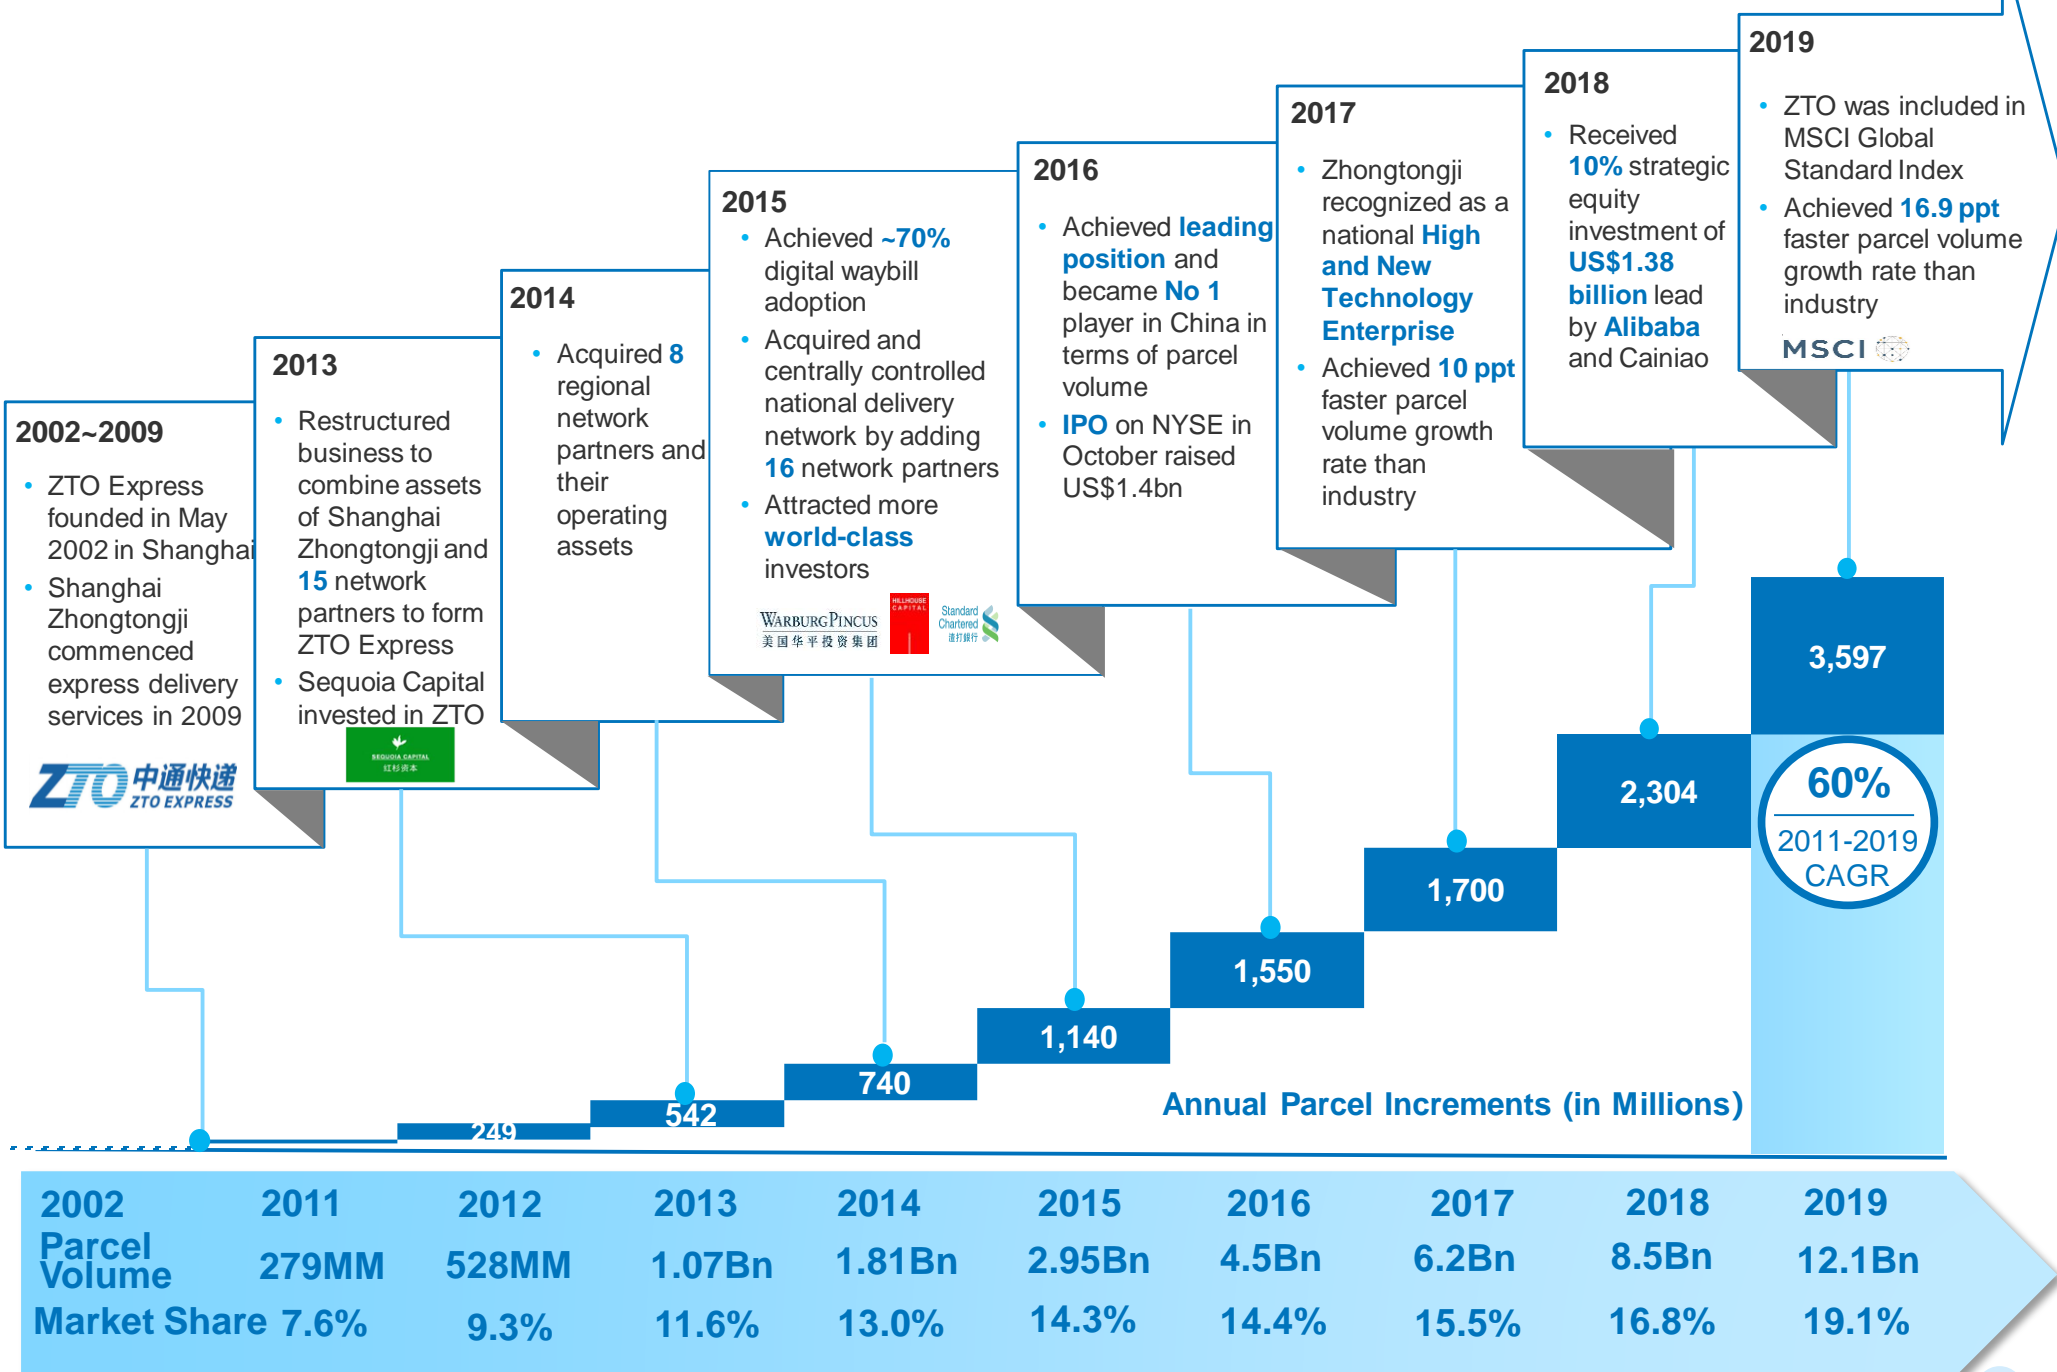 2002~2009
• ZTO Express
founded in May
2002 in Shanghai
• Shanghai
Zhongtongji
commenced
express delivery
services in 2009
ZTO 中通快递
ZTO EXPRESS
2013
• Restructured
business to
combine assets
of Shanghai
Zhongtongji and
15 network
partners to form
ZTO Express
• Sequoia Capital
invested in ZTO
SEQUOIA CAPITAL
红杉资本
2014
• Acquired 8
regional
network
partners and
their
operating
assets
2015
• Achieved ~70%
digital waybill
adoption
• Acquired and
centrally controlled
national delivery
network by adding
16 network partners
• Attracted more
world-class
investors
WARBURG PINCUS
美国华平投资集团
HILLHOUSE
CAPITAL
Standard
Chartered
渣打銀行
2016
• Achieved leading
position and
became No 1
player in China in
terms of parcel
volume
• IPO on NYSE in
October raised
US$1.4bn
2017
• Zhongtongji
recognized as a
national High
and New
Technology
Enterprise
• Achieved 10 ppt
faster parcel
volume growth
rate than
industry
2018
• Received
10% strategic
equity
investment of
US$1.38
billion lead
by Alibaba
and Cainiao
2019
• ZTO was included in
MSCI Global
Standard Index
• Achieved 16.9 ppt
faster parcel volume
growth rate than
industry
MSCI
249
542
740
1,140
1,550
1,700
2,304
3,597
60%
2011-2019
CAGR
Annual Parcel Increments (in Millions)
2002 2011 2012 2013 2014 2015 2016 2017 2018 2019
Parcel
Volume 279MM 528MM 1.07Bn 1.81Bn 2.95Bn 4.5Bn 6.2Bn 8.5Bn 12.1Bn
Market Share 7.6% 9.3% 11.6% 13.0% 14.3% 14.4% 15.5% 16.8% 19.1%